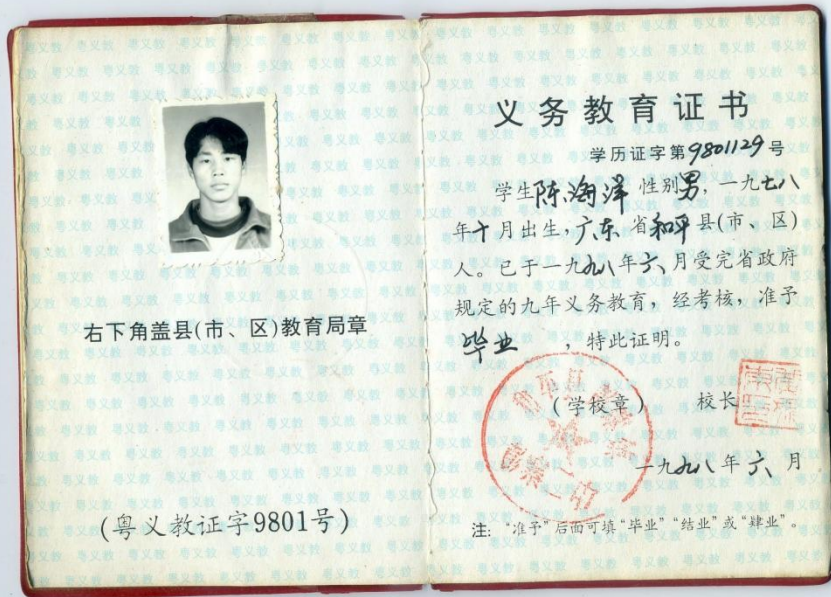 右下角盖县(市、区)教育局章
(粤义教证字9801号)
义务教育证书
学历证字第9801129号
学生陈海洋 性别男,一九七八
年十月出生,广东省和平县(市、区)
人。已于一九九八年六月受完省政府
规定的九年义务教育,经考核,准予
毕业,特此证明。
(学校章) 校长
一九九八年六月
注:“准予”后面可填“毕业”“结业”或“肄业”。